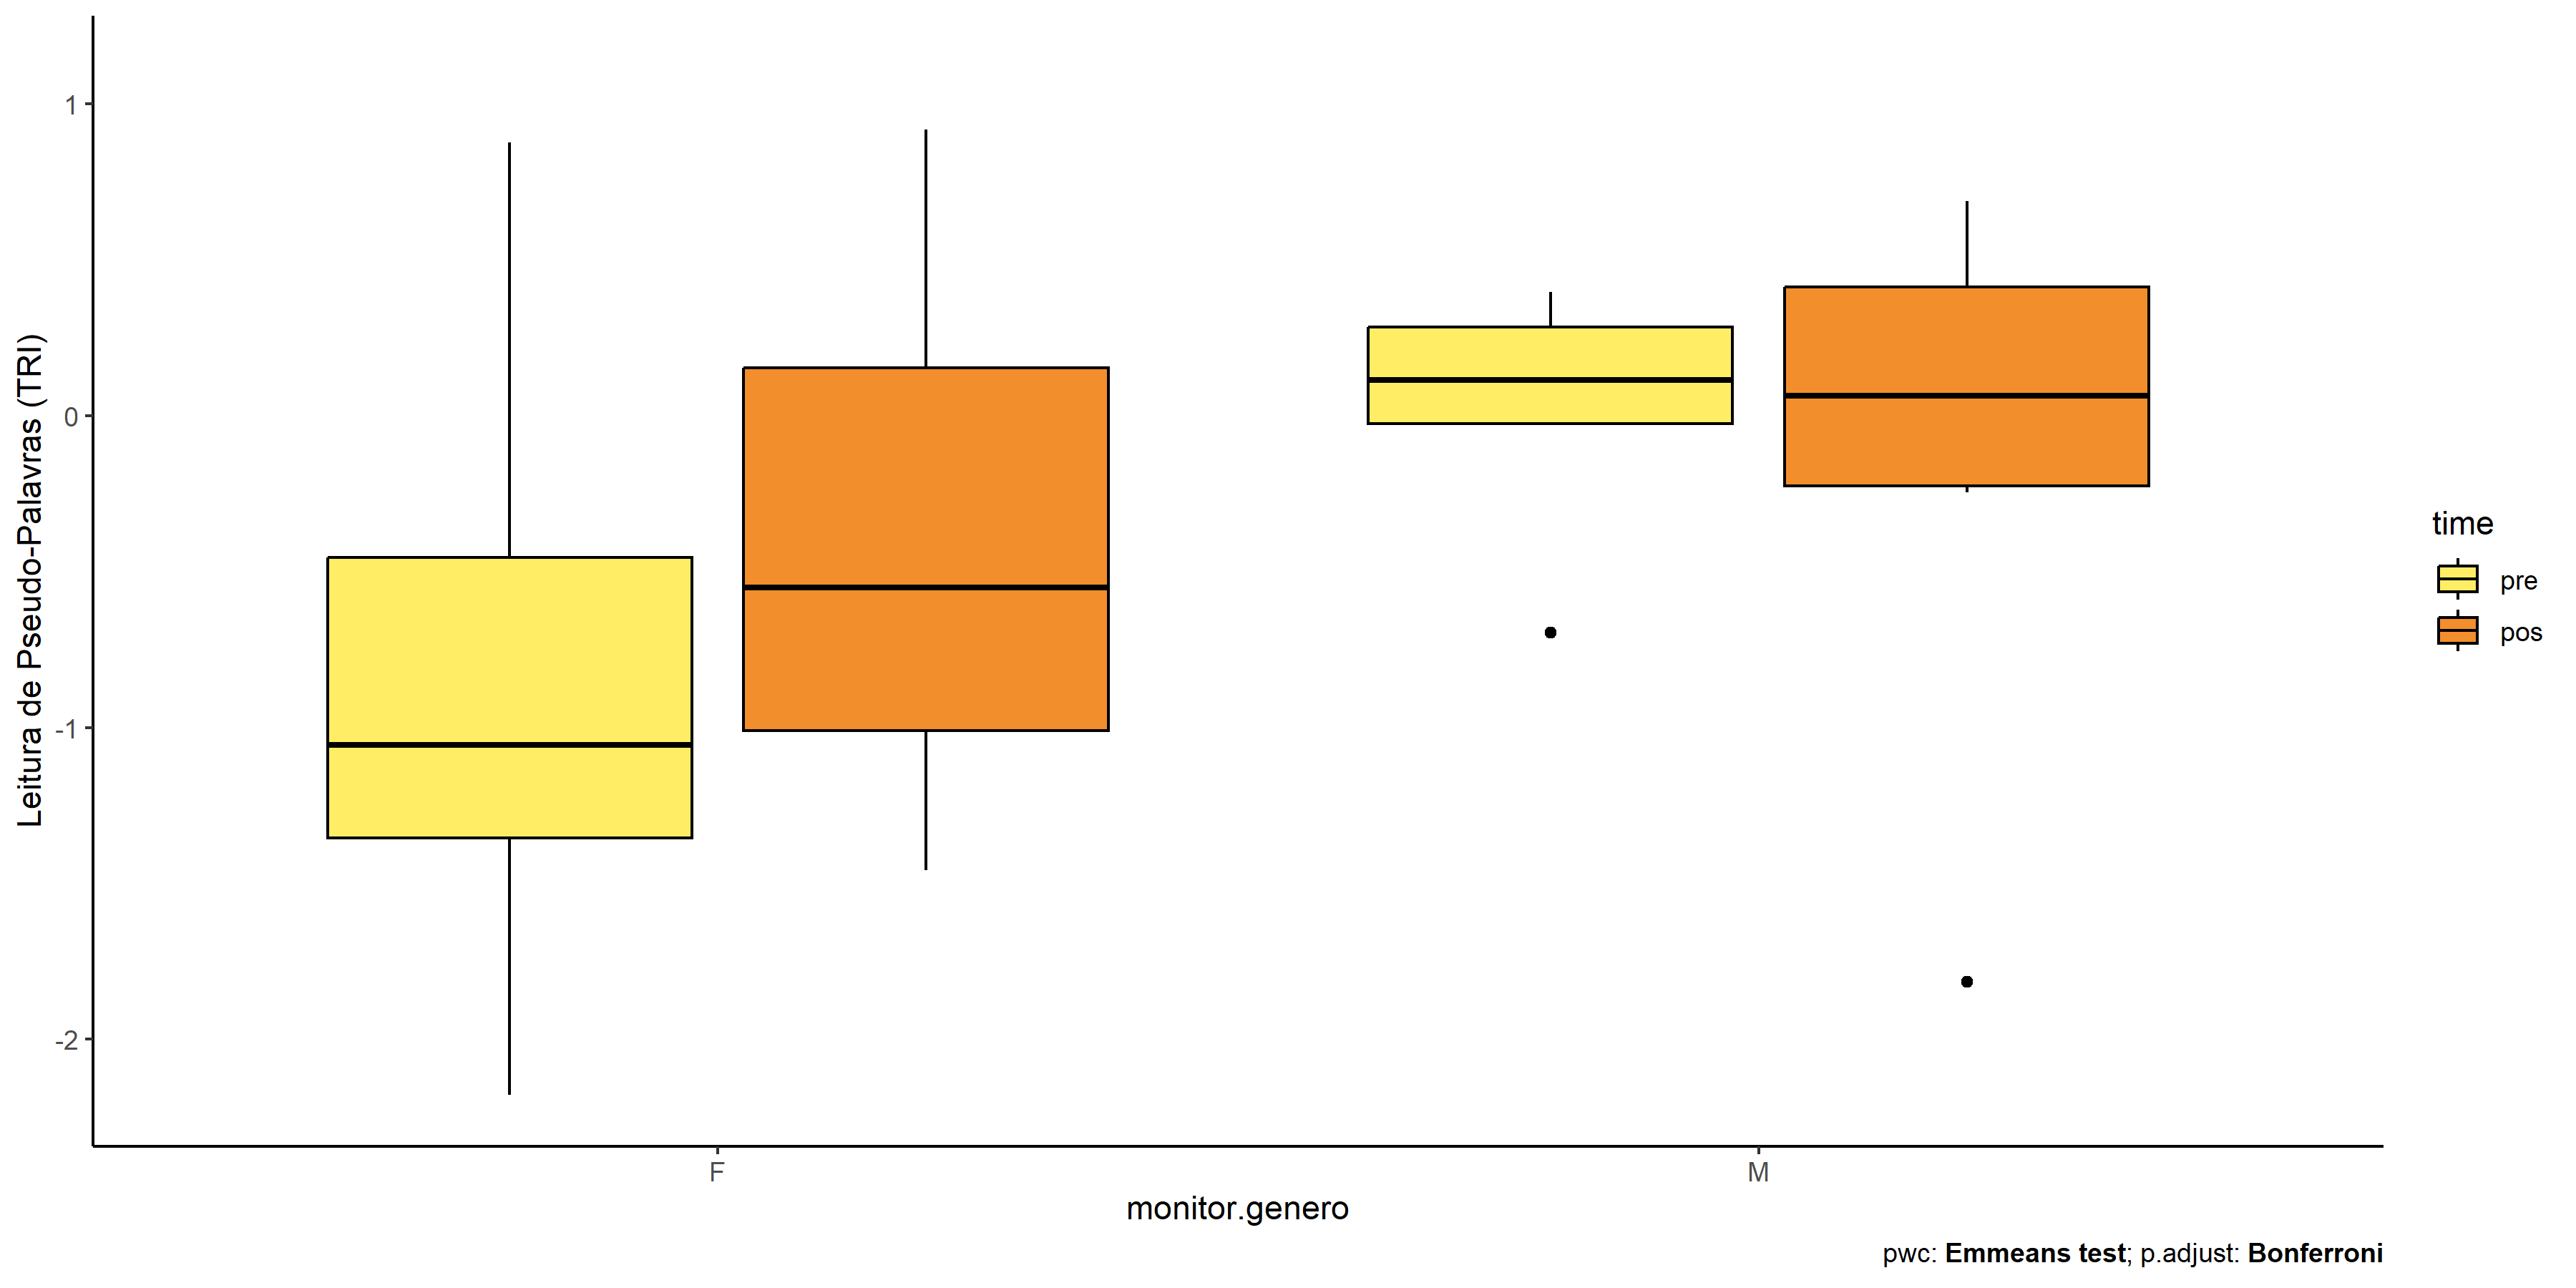 Leitura de Pseudo-Palavras (TRI)
1
0
-1
-2
F
M
monitor.genero
time
pre
pos
pwc: Emmeans test; p.adjust: Bonferroni